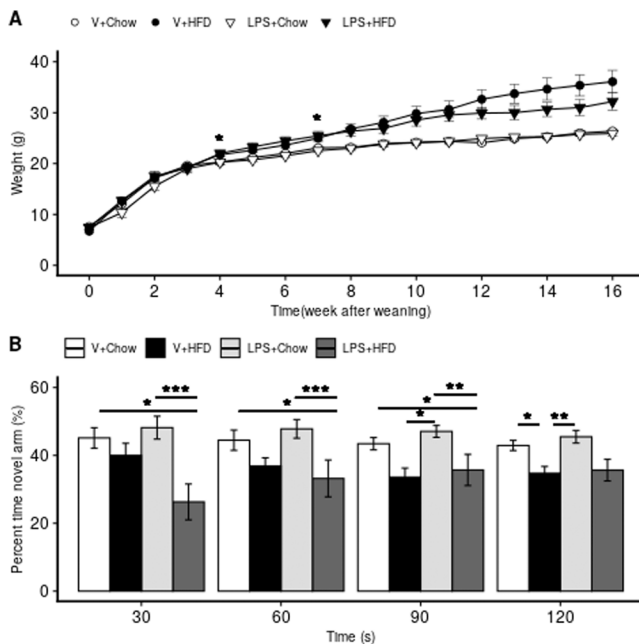 A
V+Chow V+HFD LPS+Chow LPS+HFD
40
30
20
10
0
Weight (g)
* *
0 2 4 6 8 10 12 14 16
Time(week after weaning)
B
V+Chow V+HFD LPS+Chow LPS+HFD
60
40
20
0
Percent time novel arm (%)
*** *** **
* * *
* * **
30 60 90 120
Time (s)